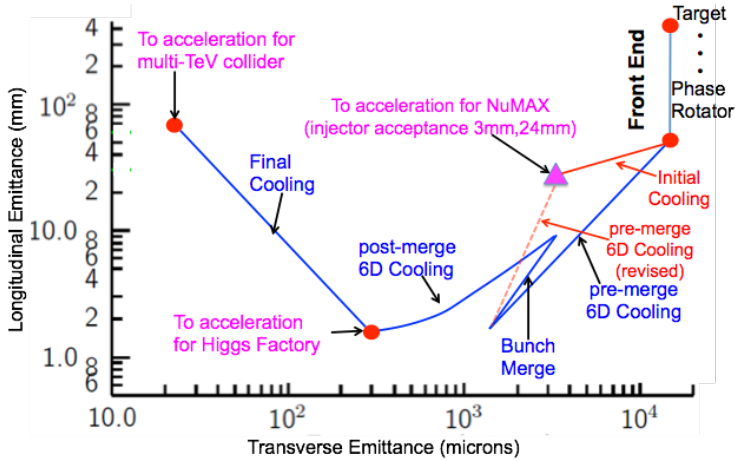 Target
Front End
Phase
Rotator
To acceleration for
multi-TeV collider
To acceleration for NuMAX
(injector acceptance 3mm,24mm)
Initial
Cooling
Final
Cooling
pre-merge
6D Cooling
(revised)
post-merge
6D Cooling
pre-merge
6D Cooling
To acceleration
for Higgs Factory
Bunch
Merge
Longitudinal Emittance (mm)
4
2
10²
8
6
4
2
10.0
8
6
4
2
1.0
8
6
10.0
10²
10³
10⁴
Transverse Emittance (microns)